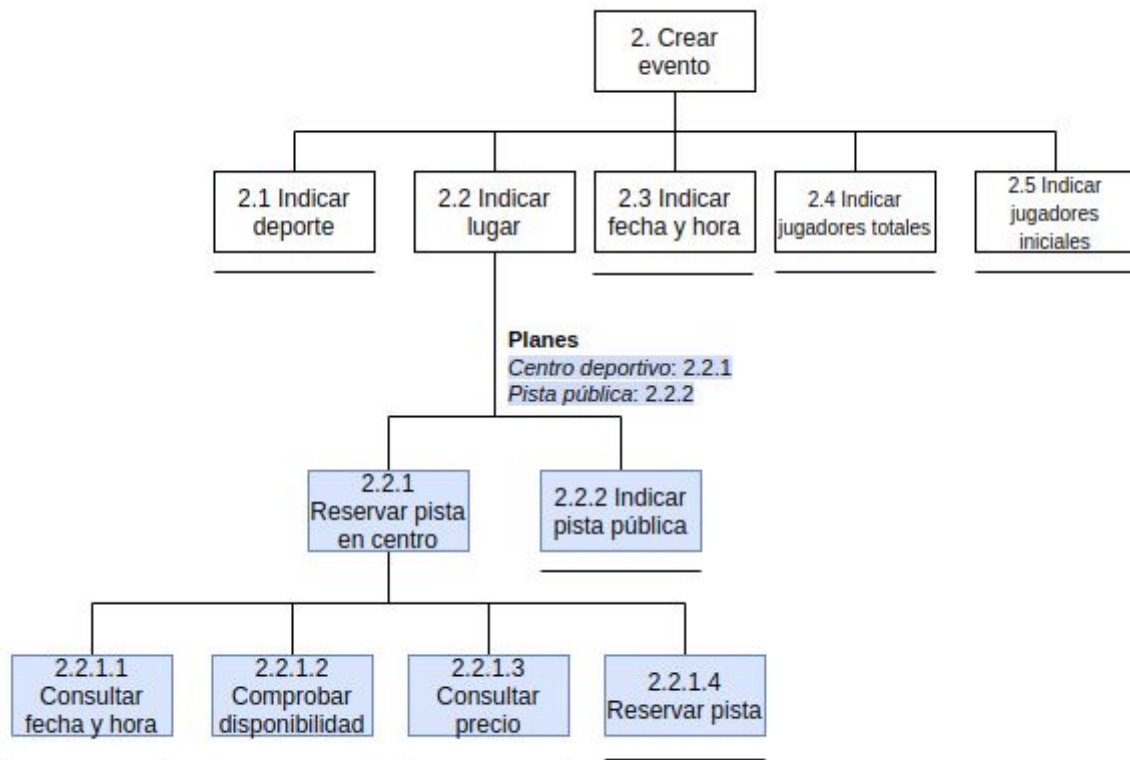 2. Crear
evento
2.1 Indicar
deporte
2.2 Indicar
lugar
2.3 Indicar
fecha y hora
2.4 Indicar
jugadores totales
2.5 Indicar
jugadores
iniciales
Planes
Centro deportivo: 2.2.1
Pista pública: 2.2.2
2.2.1
Reservar pista
en centro
2.2.2 Indicar
pista pública
2.2.1.1
Consultar
fecha y hora
2.2.1.2
Comprobar
disponibilidad
2.2.1.3
Consultar
precio
2.2.1.4
Reservar pista